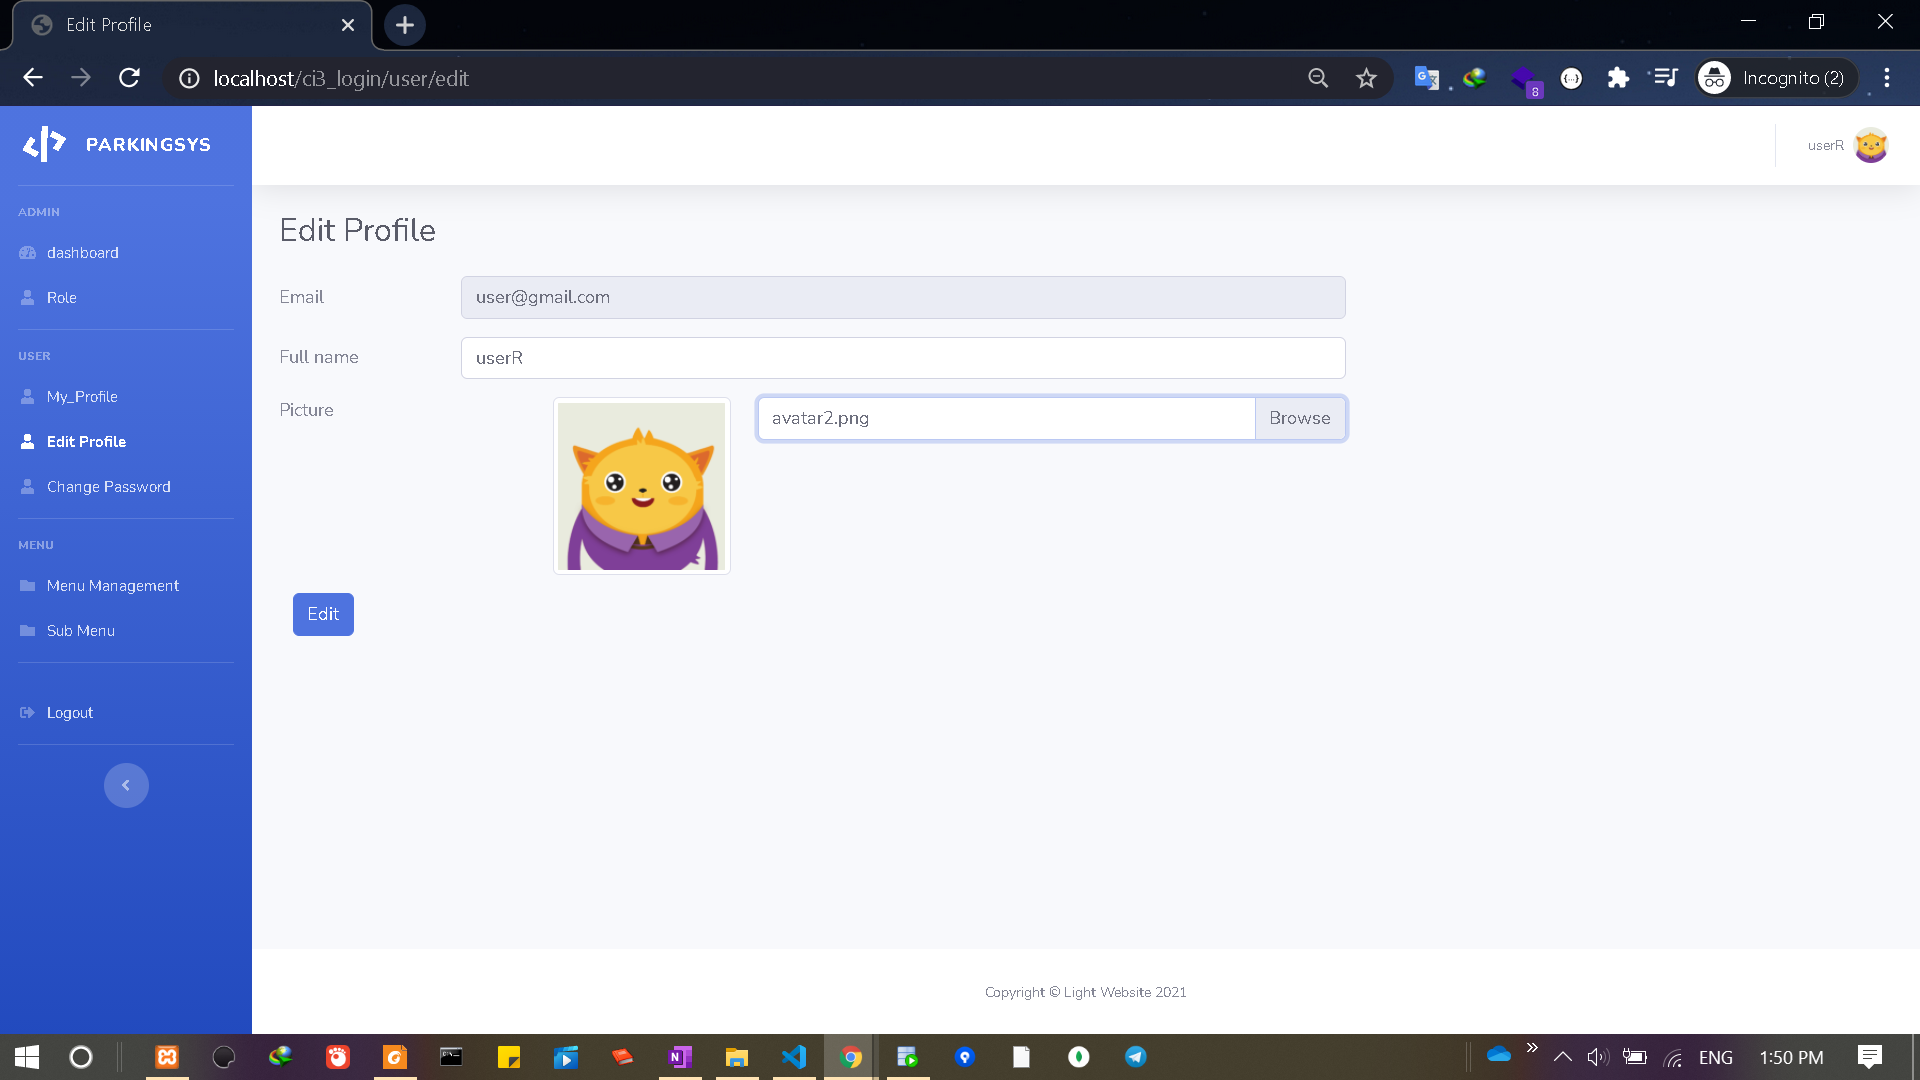 Edit Profile
localhost/ci3_login/user/edit
8
Incognito (2)
PARKINGSYS
userR
ADMIN
dashboard
Role
USER
My_Profile
Edit Profile
Change Password
MENU
Menu Management
Sub Menu
Logout
Edit Profile
Email
user@gmail.com
Full name
userR
Picture
avatar2.png
Browse
Edit
Copyright © Light Website 2021
ENG
1:50 PM